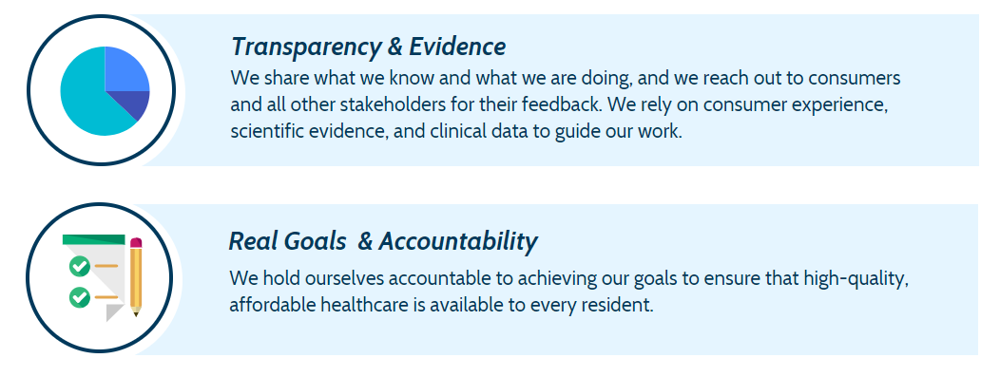 Transparency & Evidence
We share what we know and what we are doing, and we reach out to consumers
and all other stakeholders for their feedback. We rely on consumer experience,
scientific evidence, and clinical data to guide our work.
Real Goals & Accountability
We hold ourselves accountable to achieving our goals to ensure that high-quality,
affordable healthcare is available to every resident.